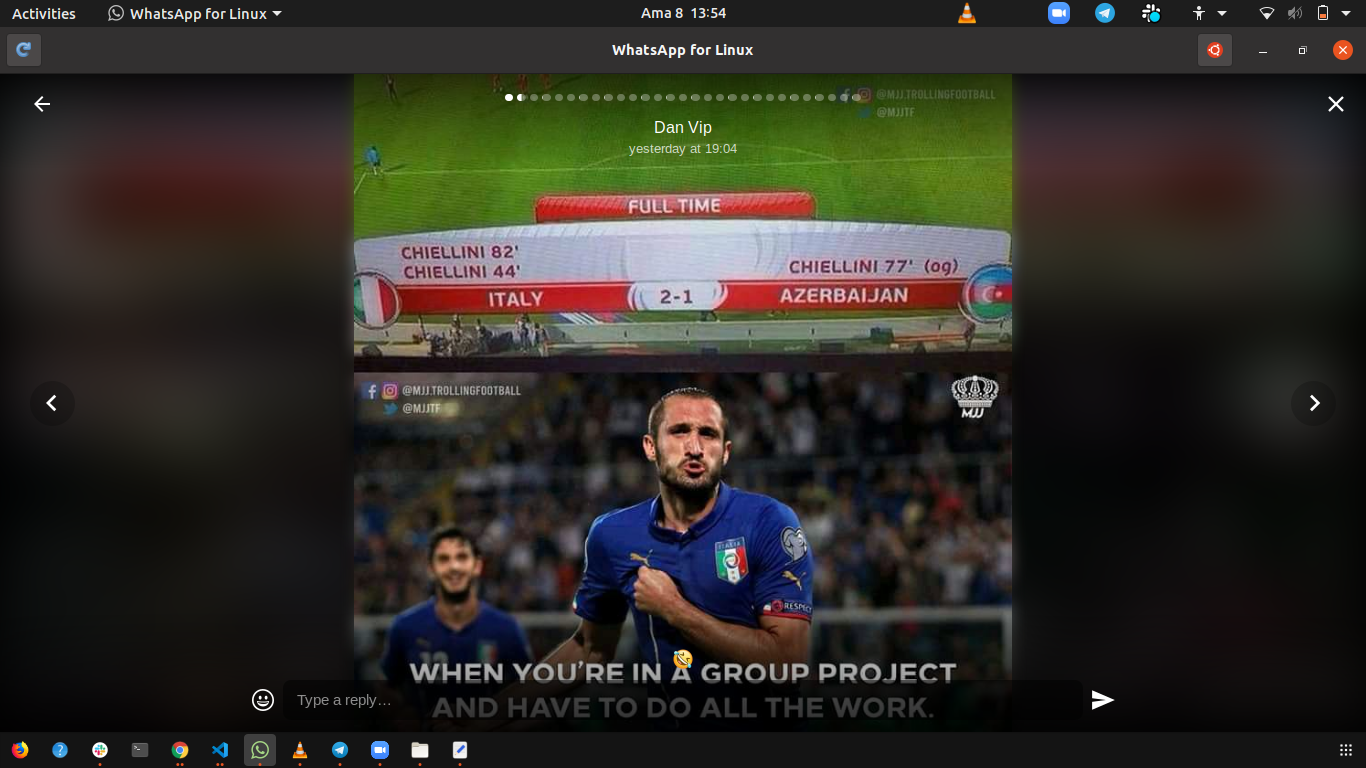 Activities
WhatsApp for Linux
Ama 8 13:54
WhatsApp for Linux
@MJJ.TROLLINGFOOTBALL
@MJJTF
Dan Vip
yesterday at 19:04
FULL TIME
CHIELLINI 82'
CHIELLINI 44'
CHIELLINI 77' (og)
ITALY
2-1
AZERBAIJAN
@MJJ.TROLLINGFOOTBALL
@MJJTF
MJJ
ITALIA
RESPECT
WHEN YOU'RE IN A GROUP PROJECT
AND HAVE TO DO ALL THE WORK.
Type a reply…